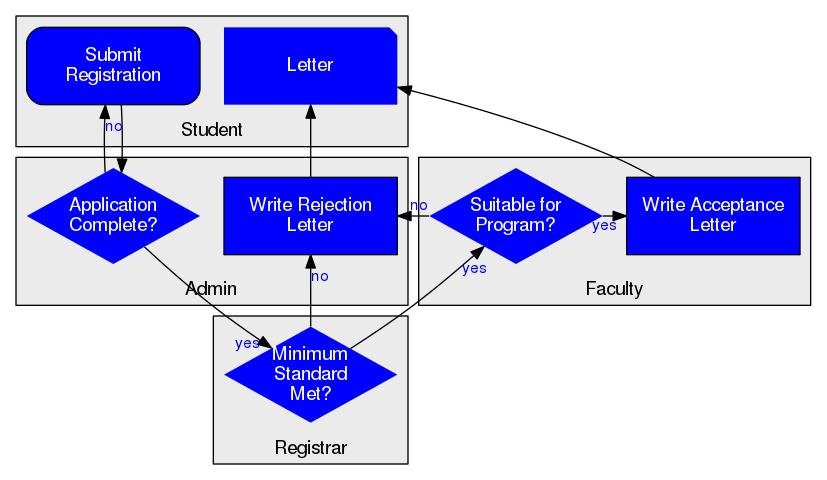 Submit
Registration
Letter
no
Student
Application
Complete?
Write Rejection
Letter
no
Suitable for
Program?
yes
Write Acceptance
Letter
yes
no
Admin
Faculty
yes
Minimum
Standard
Met?
Registrar